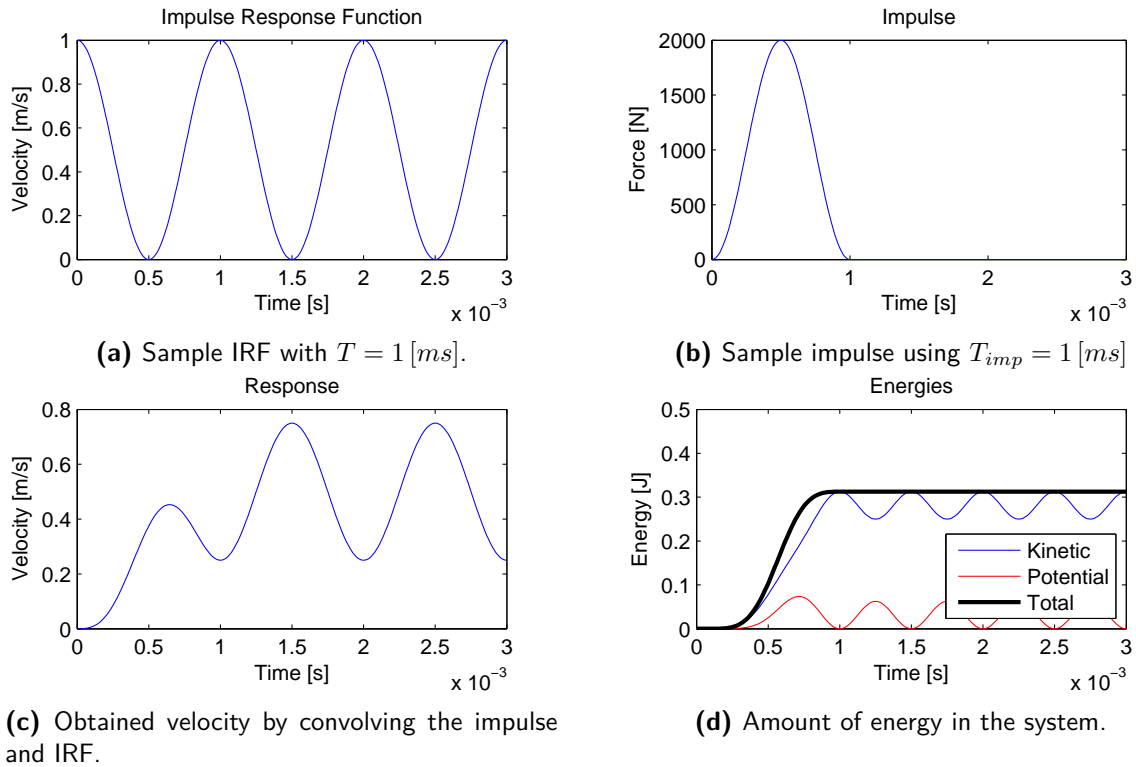 Impulse Response Function
Velocity [m/s]
1
0.8
0.6
0.4
0.2
0
0 0.5 1 1.5 2 2.5 3
Time [s]
x 10⁻³
(a) Sample IRF with T = 1 [ms].
Impulse
Force [N]
2000
1500
1000
500
0
0 1 2 3
Time [s]
x 10⁻³
(b) Sample impulse using T_imp = 1 [ms]
Response
Velocity [m/s]
0.8
0.6
0.4
0.2
0
0 0.5 1 1.5 2 2.5 3
Time [s]
x 10⁻³
(c) Obtained velocity by convolving the impulse
and IRF.
Energies
Energy [J]
0.5
0.4
0.3
0.2
0.1
0
Kinetic
Potential
Total
0 0.5 1 1.5 2 2.5 3
Time [s]
x 10⁻³
(d) Amount of energy in the system.